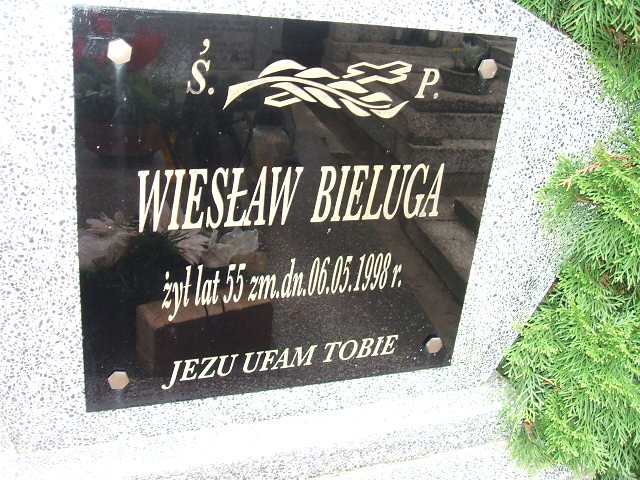 Ś. P.
WIESŁAW BIELUGA
żył lat 55 zm.dn.06.05.1998 r.
JEZU UFAM TOBIE